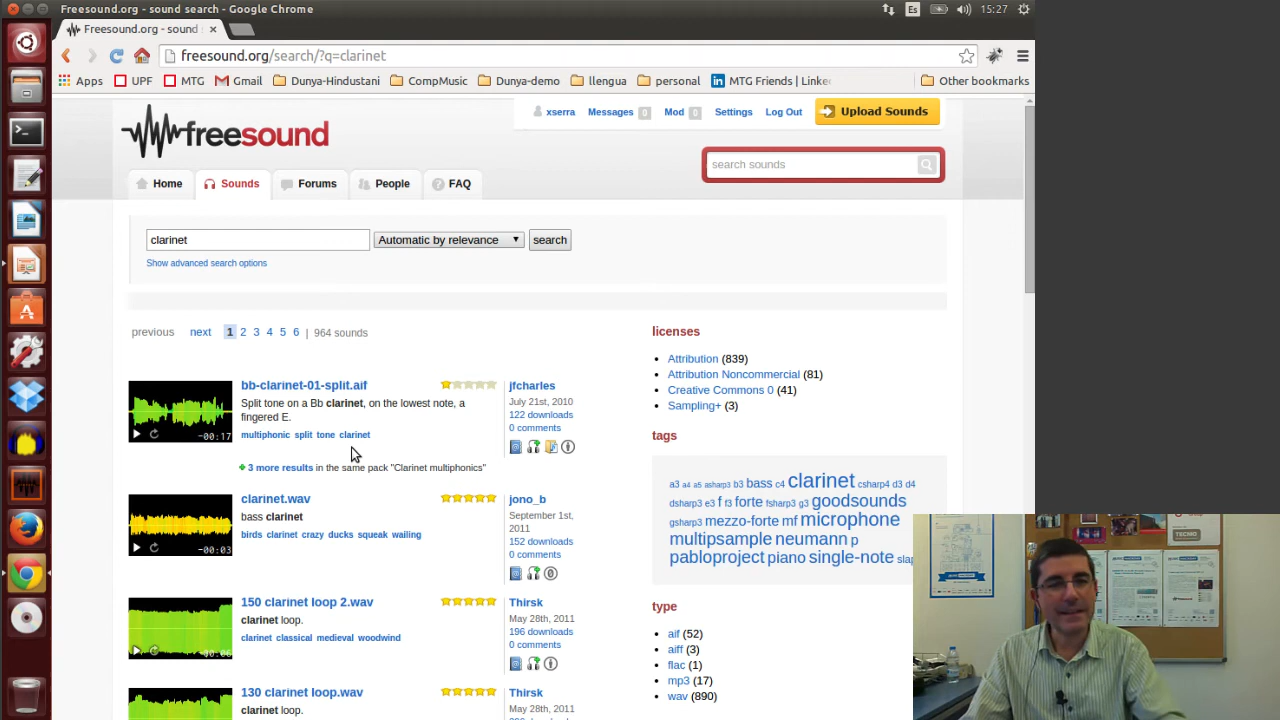 Freesound.org - sound search - Google Chrome
Es
15:27
Freesound.org - sound
freesound.org/search/?q=clarinet
Apps UPF MTG Gmail Dunya-Hindustani CompMusic Dunya-demo llengua personal MTG Friends | Linke Other bookmarks
xserra Messages 0 Mod 0 Settings Log Out Upload Sounds
freesound
search sounds
Home Sounds Forums People FAQ
clarinet Automatic by relevance search
Show advanced search options
previous next 1 2 3 4 5 6 | 964 sounds
bb-clarinet-01-split.aif
Split tone on a Bb clarinet, on the lowest note, a
fingered E.
multiphonic split tone clarinet
-00:17
3 more results in the same pack "Clarinet multiphonics"
jfcharles
July 21st, 2010
122 downloads
0 comments
clarinet.wav
bass clarinet
birds clarinet crazy ducks squeak wailing
-00:03
jono_b
September 1st,
2011
152 downloads
0 comments
150 clarinet loop 2.wav
clarinet loop.
clarinet classical medieval woodwind
-00:06
Thirsk
May 28th, 2011
196 downloads
0 comments
130 clarinet loop.wav
clarinet loop.
Thirsk
May 28th, 2011
licenses
Attribution (839)
Attribution Noncommercial (81)
Creative Commons 0 (41)
Sampling+ (3)
tags
a3 a4 a5 asharp3 b3 bass c4 clarinet csharp4 d3 d4
dsharp3 e3 f f3 forte fsharp3 g3 goodsounds
gsharp3 mezzo-forte mf microphone
multipsample neumann p
pabloproject piano single-note slap
type
aif (52)
aiff (3)
flac (1)
mp3 (17)
wav (890)